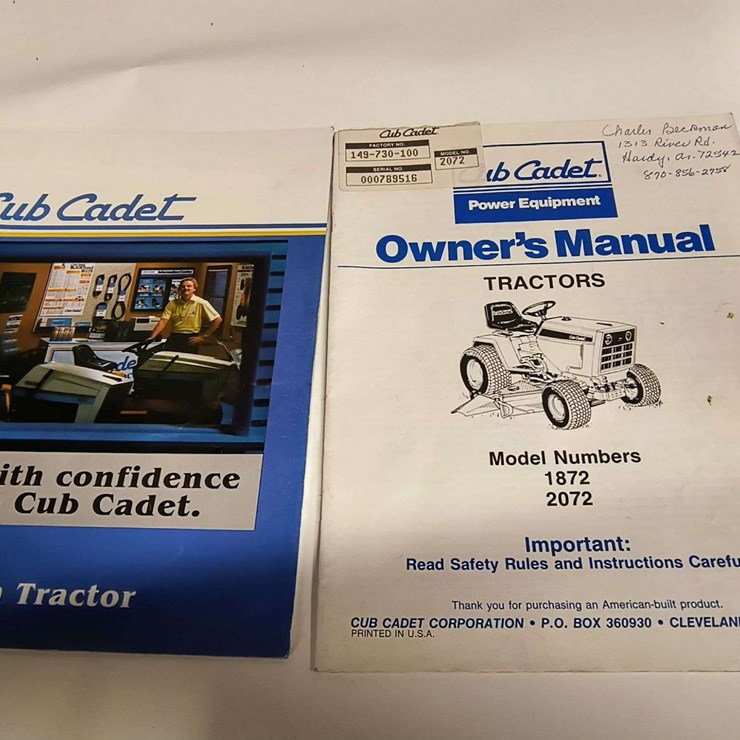 Cub Cadet
ith confidence
Cub Cadet.
Tractor
Cub Cadet
FACTORY NO.
149-730-100
MODEL NO.
2072
SERIAL NO.
000789516
Charles Beckman
1313 River Rd.
Hardy, Ar. 72542
870-856-2758
ub Cadet
Power Equipment
Owner's Manual
TRACTORS
Model Numbers
1872
2072
Important:
Read Safety Rules and Instructions Carefu
Thank you for purchasing an American-built product.
CUB CADET CORPORATION • P.O. BOX 360930 • CLEVELAN
PRINTED IN U.S.A.